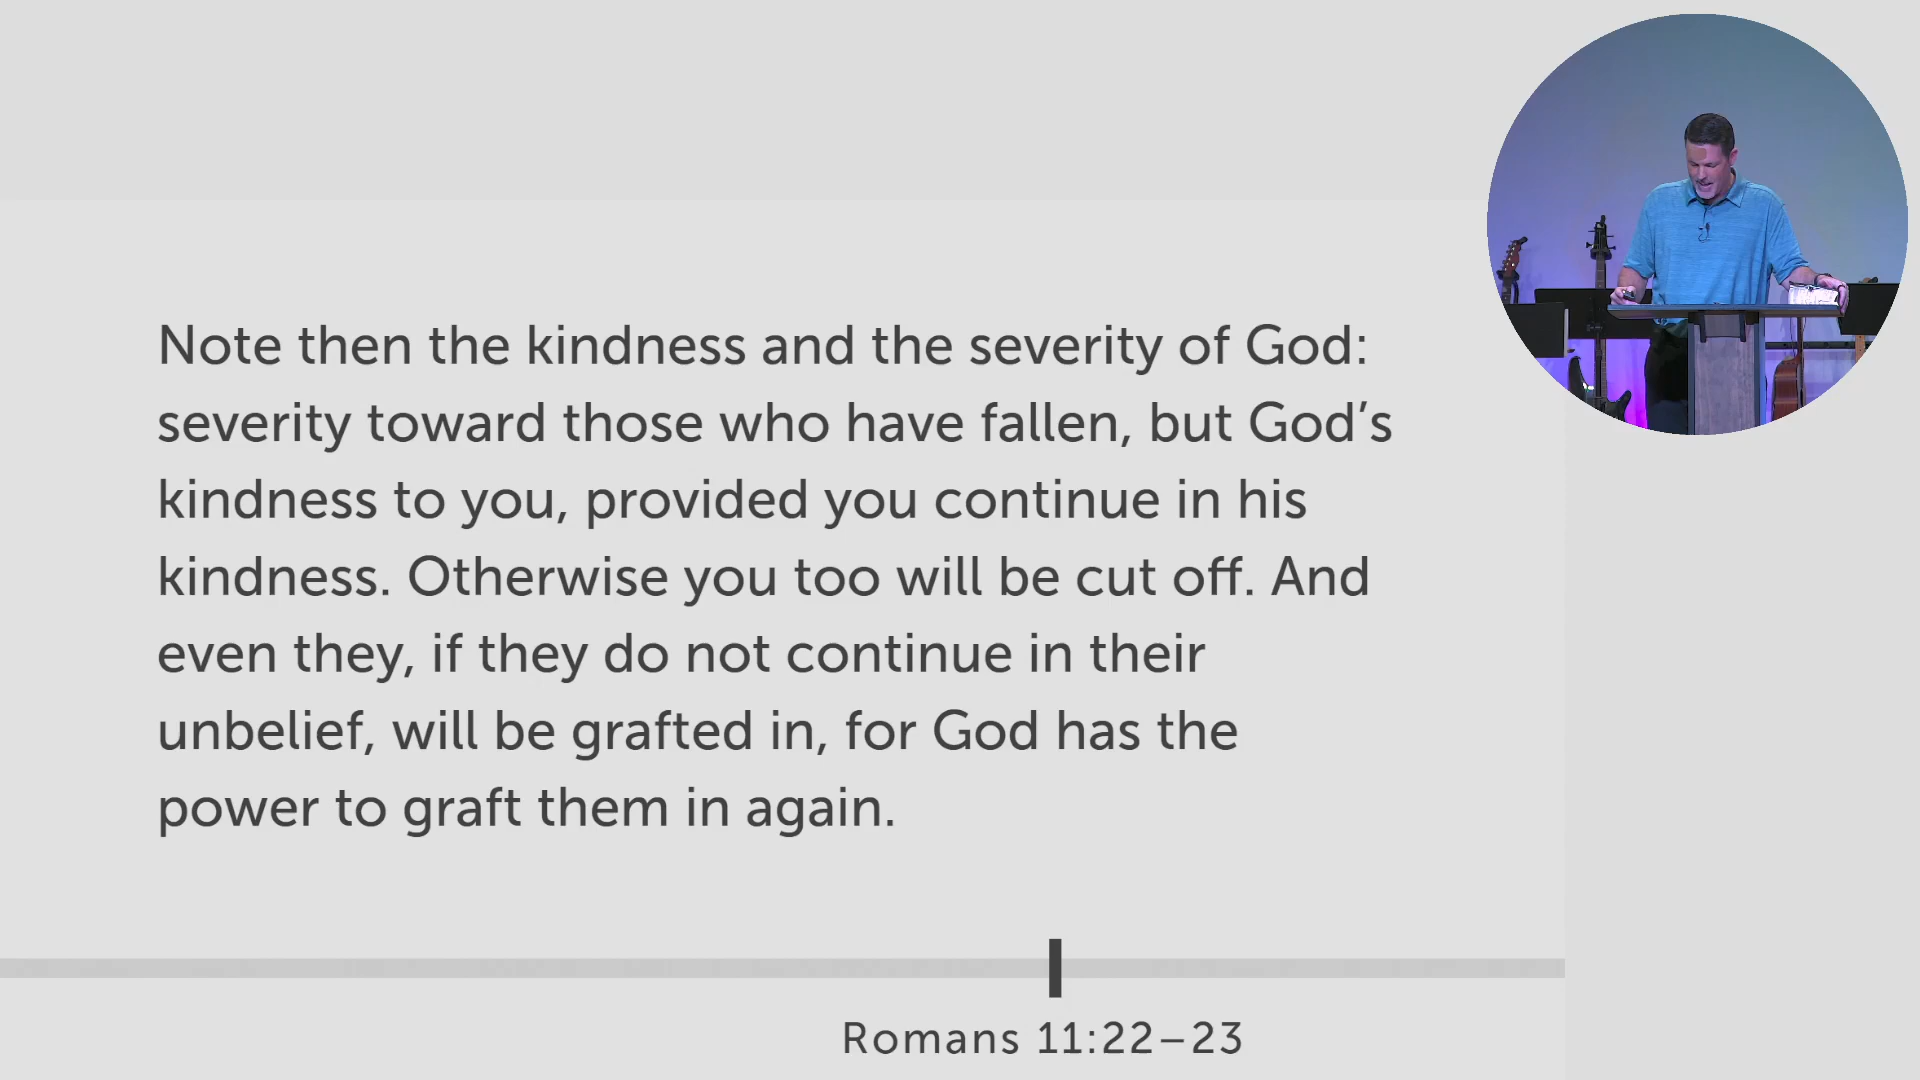 Note then the kindness and the severity of God:
severity toward those who have fallen, but God’s
kindness to you, provided you continue in his
kindness. Otherwise you too will be cut off. And
even they, if they do not continue in their
unbelief, will be grafted in, for God has the
power to graft them in again.
Romans 11:22–23